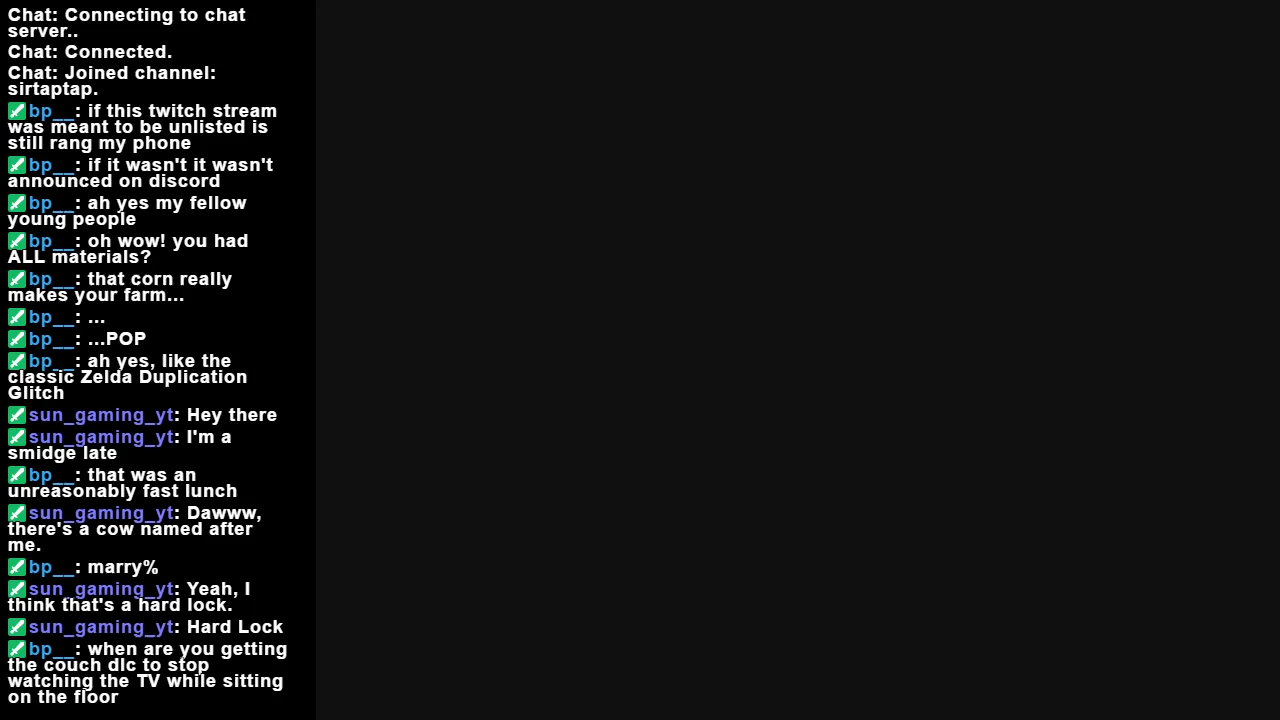 Chat: Connecting to chat
server..
Chat: Connected.
Chat: Joined channel:
sirtaptap.
bp__: if this twitch stream
was meant to be unlisted is
still rang my phone
bp__: if it wasn't it wasn't
announced on discord
bp__: ah yes my fellow
young people
bp__: oh wow! you had
ALL materials?
bp__: that corn really
makes your farm...
bp__: ...
bp__: ...POP
bp__: ah yes, like the
classic Zelda Duplication
Glitch
sun_gaming_yt: Hey there
sun_gaming_yt: I'm a
smidge late
bp__: that was an
unreasonably fast lunch
sun_gaming_yt: Dawww,
there's a cow named after
me.
bp__: marry%
sun_gaming_yt: Yeah, I
think that's a hard lock.
sun_gaming_yt: Hard Lock
bp__: when are you getting
the couch dlc to stop
watching the TV while sitting
on the floor